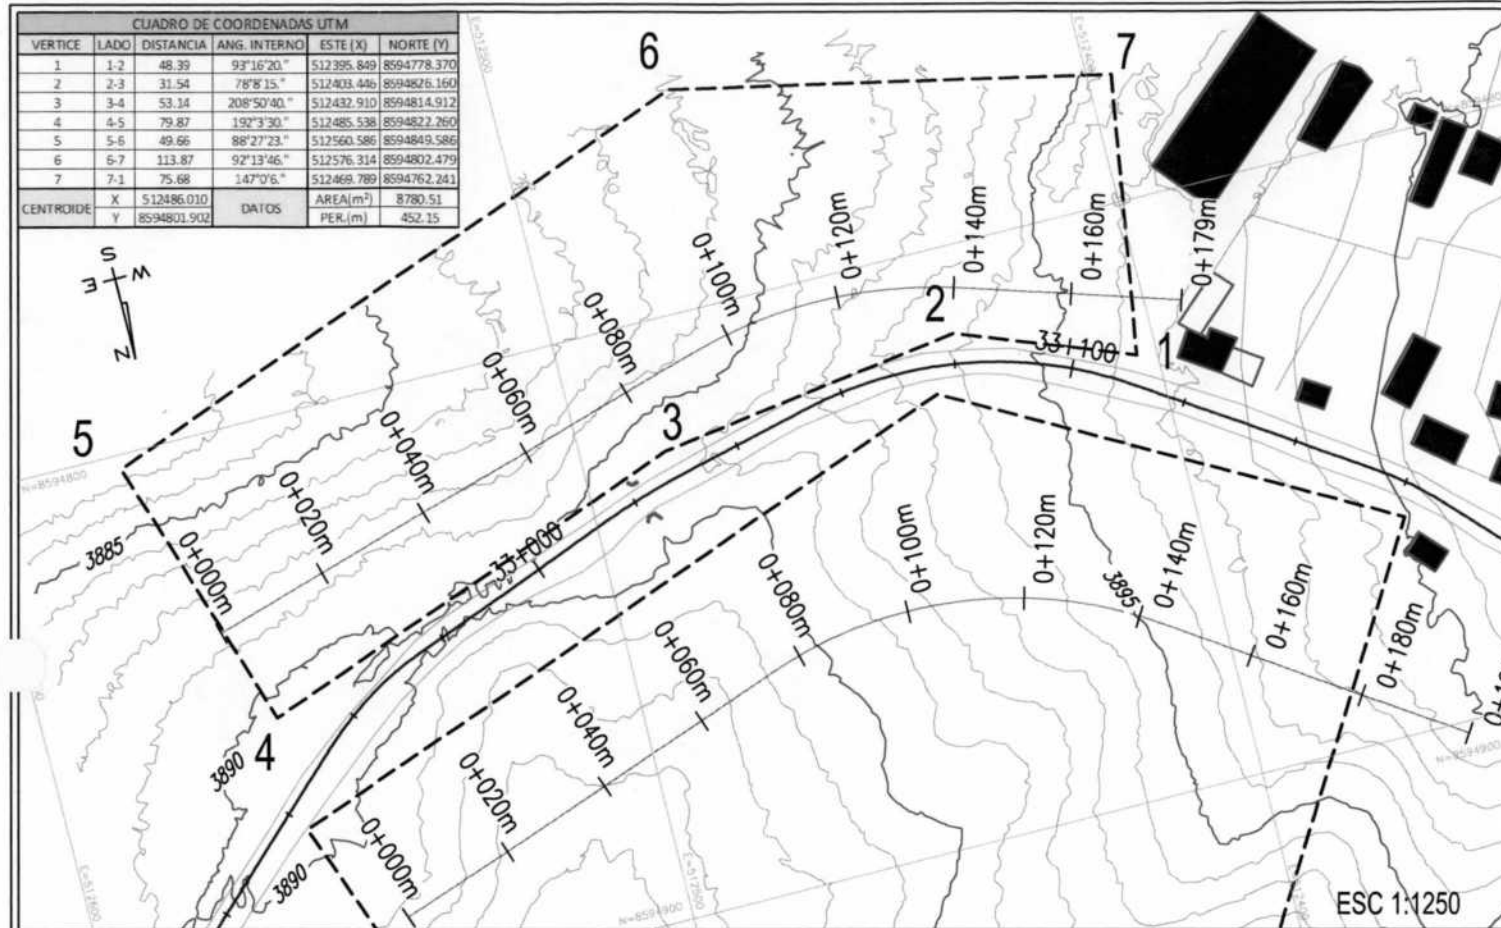 CUADRO DE COORDENADAS UTM
VERTICE LADO DISTANCIA ANG. INTERNO ESTE (X) NORTE (Y)
1 1-2 48.39 93°16'20." 512395.849 8594778.370
2 2-3 31.54 78°8'15." 512403.446 8594826.160
3 3-4 53.14 208°50'40." 512432.910 8594814.912
4 4-5 79.87 192°3'30." 512485.538 8594822.260
5 5-6 49.66 88°27'23." 512560.586 8594849.586
6 6-7 113.87 92°13'46." 512576.314 8594802.479
7 7-1 75.68 147°0'6." 512469.789 8594762.241
CENTROIDE X 512486.010 DATOS AREA(m²) 8780.51
Y 8594801.902 PER.(m) 452.15
S
E W
N
E=512500
E=512400
6
7
5
3
2
1
4
0+000m
0+020m
0+040m
0+060m
0+080m
0+100m
0+120m
0+140m
0+160m
0+179m
33+100
33+000
N=8594800
N=8594800
3885
3890
3890
3895
0+000m
0+020m
0+040m
0+060m
0+080m
0+100m
0+120m
0+140m
0+160m
0+180m
E=512600
E=512500
N=8594900
N=8594900
ESC 1:1250